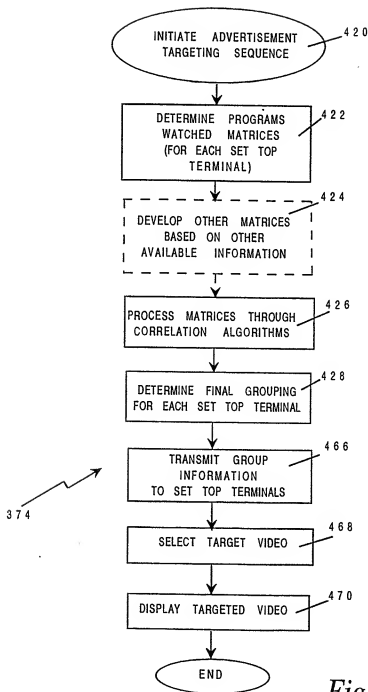 INITIATE ADVERTISEMENT
TARGETING SEQUENCE
420
DETERMINE PROGRAMS
WATCHED MATRICES
(FOR EACH SET TOP
TERMINAL)
422
DEVELOP OTHER MATRICES
BASED ON OTHER
AVAILABLE INFORMATION
424
PROCESS MATRICES THROUGH
CORRELATION ALGORITHMS
426
DETERMINE FINAL GROUPING
FOR EACH SET TOP TERMINAL
428
TRANSMIT GROUP
INFORMATION
TO SET TOP TERMINALS
466
374
SELECT TARGET VIDEO
468
DISPLAY TARGETED VIDEO
470
END
Fig